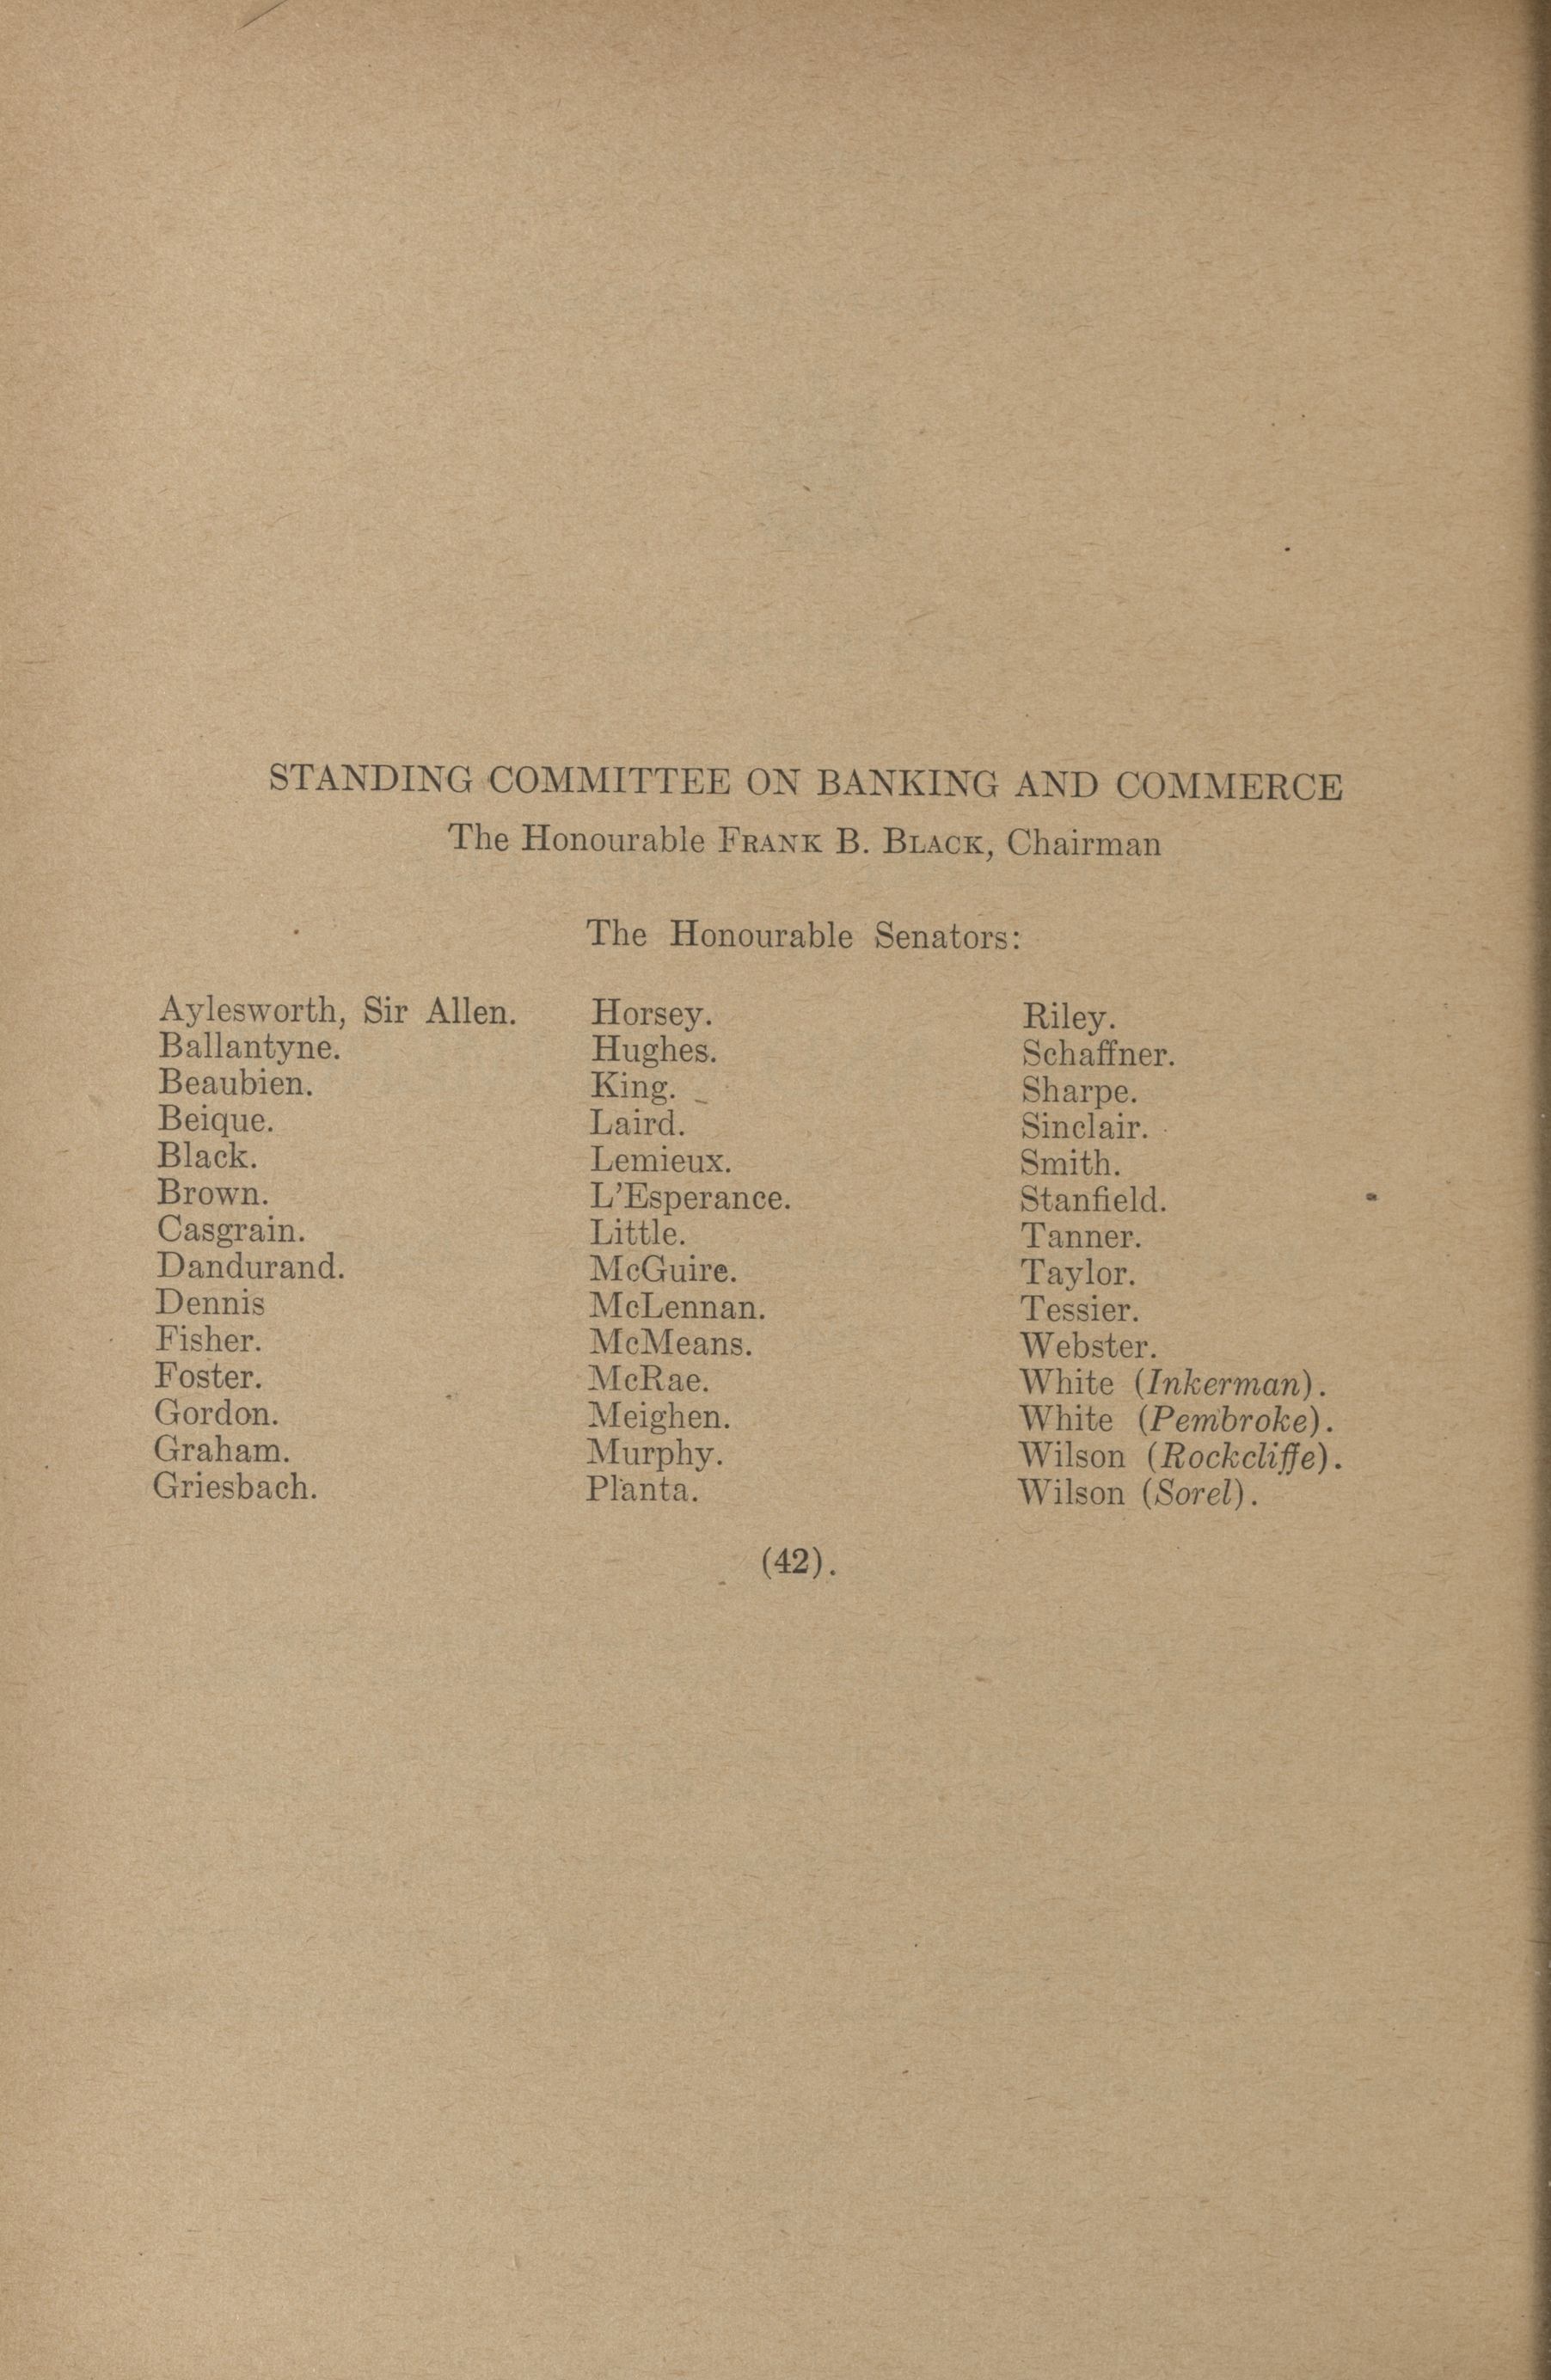 STANDING COMMITTEE ON BANKING AND COMMERCE
The Honourable FRANK B. BLACK, Chairman
The Honourable Senators:
Aylesworth, Sir Allen.
Ballantyne.
Beaubien.
Beique.
Black.
Brown.
Casgrain.
Dandurand.
Dennis
Fisher.
Foster.
Gordon.
Graham.
Griesbach.
Horsey.
Hughes.
King.
Laird.
Lemieux.
L'Esperance.
Little.
McGuire.
McLennan.
McMeans.
McRae.
Meighen.
Murphy.
Planta.
Riley.
Schaffner.
Sharpe.
Sinclair.
Smith.
Stanfield.
Tanner.
Taylor.
Tessier.
Webster.
White (Inkerman).
White (Pembroke).
Wilson (Rockcliffe).
Wilson (Sorel).
(42).